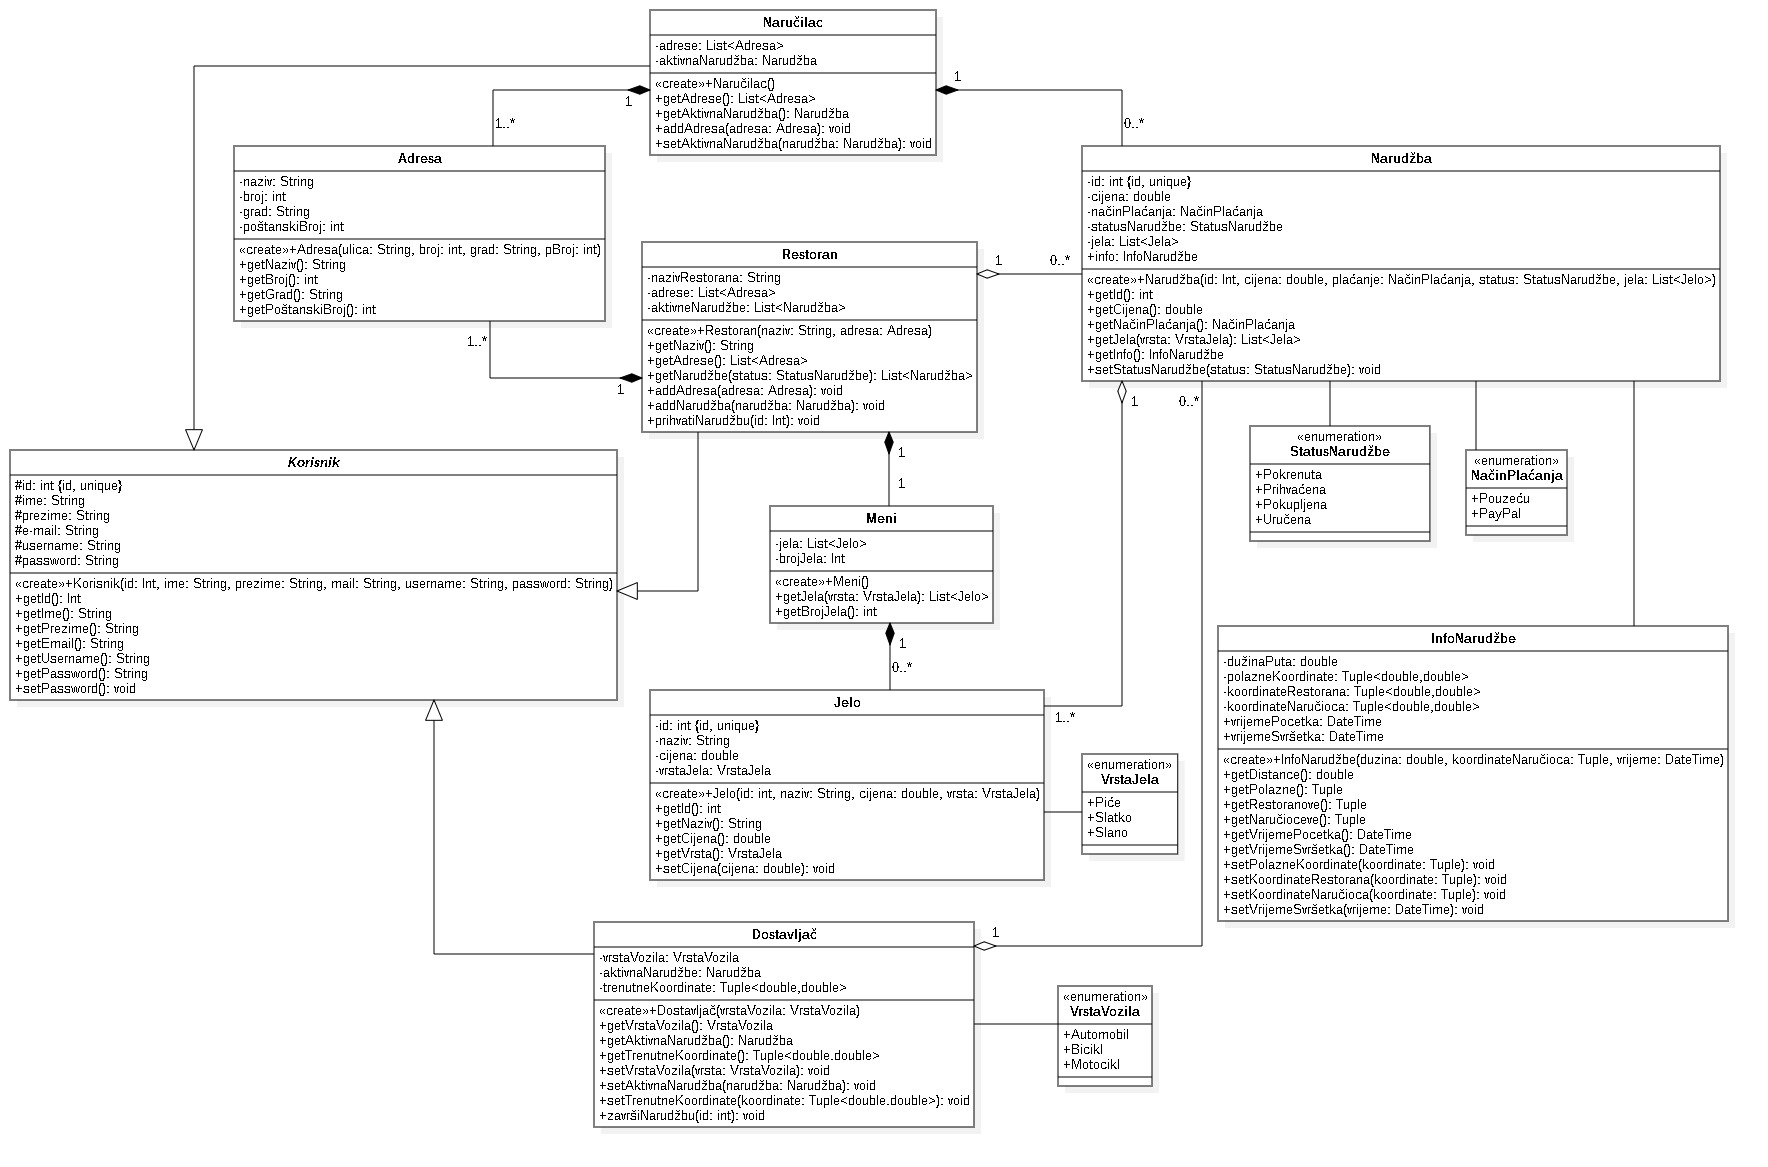 Naručilac
-adrese: List<Adresa>
-aktivnaNarudžba: Narudžba
«create»+Naručilac()
+getAdrese(): List<Adresa>
+getAktivnaNarudžba(): Narudžba
+addAdresa(adresa: Adresa): void
+setAktivnaNarudžba(narudžba: Narudžba): void
1
1
1..*
0..*
Adresa
-naziv: String
-broj: int
-grad: String
-poštanskiBroj: int
«create»+Adresa(ulica: String, broj: int, grad: String, pBroj: int)
+getNaziv(): String
+getBroj(): int
+getGrad(): String
+getPoštanskiBroj(): int
1..*
1
Narudžba
-id: int {id, unique}
-cijena: double
-načinPlaćanja: NačinPlaćanja
-statusNarudžbe: StatusNarudžbe
-jela: List<Jela>
+info: InfoNarudžbe
«create»+Narudžba(id: Int, cijena: double, plaćanje: NačinPlaćanja, status: StatusNarudžbe, jela: List<Jelo>)
+getId(): int
+getCijena(): double
+getNačinPlaćanja(): NačinPlaćanja
+getJela(vrsta: VrstaJela): List<Jela>
+getInfo(): InfoNarudžbe
+setStatusNarudžbe(status: StatusNarudžbe): void
Restoran
-nazivRestorana: String
-adrese: List<Adresa>
-aktivneNarudžbe: List<Narudžba>
«create»+Restoran(naziv: String, adresa: Adresa)
+getNaziv(): String
+getAdrese(): List<Adresa>
+getNarudžbe(status: StatusNarudžbe): List<Narudžba>
+addAdresa(adresa: Adresa): void
+addNarudžba(narudžba: Narudžba): void
+prihvatiNarudžbu(id: Int): void
1
0..*
1
1
1
0..*
Korisnik
#id: int {id, unique}
#ime: String
#prezime: String
#e-mail: String
#username: String
#password: String
«create»+Korisnik(id: Int, ime: String, prezime: String, mail: String, username: String, password: String)
+getId(): Int
+getIme(): String
+getPrezime(): String
+getEmail(): String
+getUsername(): String
+getPassword(): String
+setPassword(): void
«enumeration»
StatusNarudžbe
+Pokrenuta
+Prihvaćena
+Pokupljena
+Uručena
«enumeration»
NačinPlaćanja
+Pouzeću
+PayPal
Meni
-jela: List<Jelo>
-brojJela: Int
«create»+Meni()
+getJela(vrsta: VrstaJela): List<Jelo>
+getBrojJela(): int
1
0..*
Jelo
-id: int {id, unique}
-naziv: String
-cijena: double
-vrstaJela: VrstaJela
«create»+Jelo(id: int, naziv: String, cijena: double, vrsta: VrstaJela)
+getId(): int
+getNaziv(): String
+getCijena(): double
+getVrsta(): VrstaJela
+setCijena(cijena: double): void
1..*
«enumeration»
VrstaJela
+Piće
+Slatko
+Slano
InfoNarudžbe
-dužinaPuta: double
-polazneKoordinate: Tuple<double,double>
-koordinateRestorana: Tuple<double,double>
-koordinateNaručioca: Tuple<double,double>
+vrijemePocetka: DateTime
+vrijemeSvršetka: DateTime
«create»+InfoNarudžbe(duzina: double, koordinateNaručioca: Tuple, vrijeme: DateTime)
+getDistance(): double
+getPolazne(): Tuple
+getRestoranove(): Tuple
+getNaručioceve(): Tuple
+getVrijemePocetka(): DateTime
+getVrijemeSvršetka(): DateTime
+setPolazneKoordinate(koordinate: Tuple): void
+setKoordinateRestorana(koordinate: Tuple): void
+setKoordinateNaručioca(koordinate: Tuple): void
+setVrijemeSvršetka(vrijeme: DateTime): void
Dostavljač
-vrstaVozila: VrstaVozila
-aktivnaNarudžbe: Narudžba
-trenutneKoordinate: Tuple<double,double>
«create»+Dostavljač(vrstaVozila: VrstaVozila)
+getVrstaVozila(): VrstaVozila
+getAktivnaNarudžba(): Narudžba
+getTrenutneKoordinate(): Tuple<double.double>
+setVrstaVozila(vrsta: VrstaVozila): void
+setAktivnaNarudžba(narudžba: Narudžba): void
+setTrenutneKoordinate(koordinate: Tuple<double.double>): void
+završiNarudžbu(id: int): void
1
«enumeration»
VrstaVozila
+Automobil
+Bicikl
+Motocikl